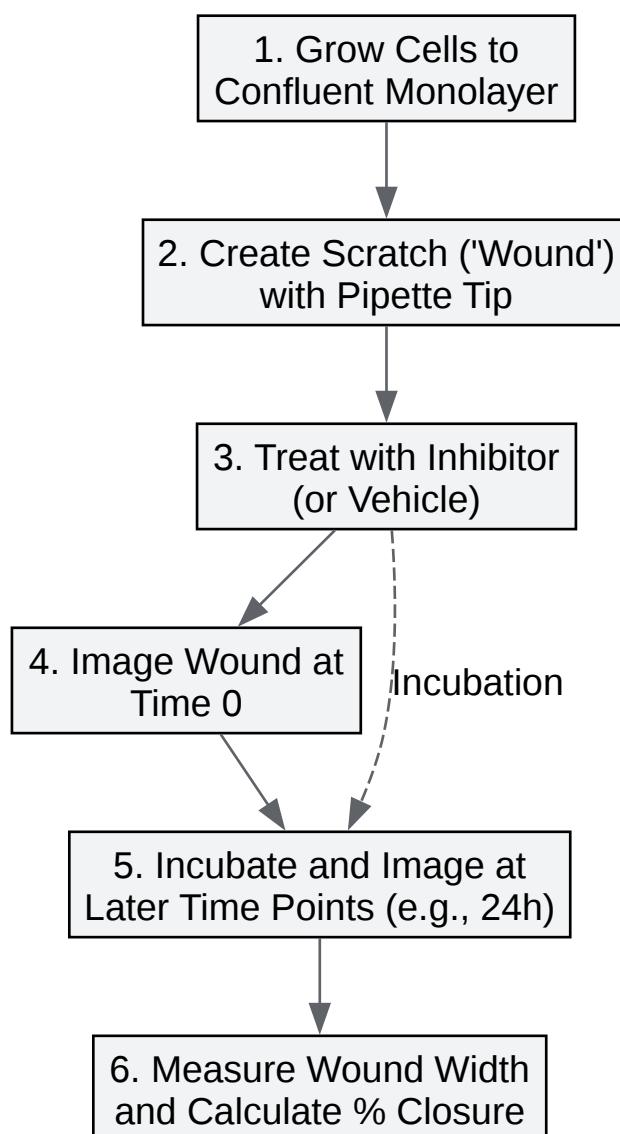 1. Grow Cells to
Confluent Monolayer
2. Create Scratch ('Wound')
with Pipette Tip
3. Treat with Inhibitor
(or Vehicle)
4. Image Wound at
Time 0
Incubation
5. Incubate and Image at
Later Time Points (e.g., 24h)
6. Measure Wound Width
and Calculate % Closure